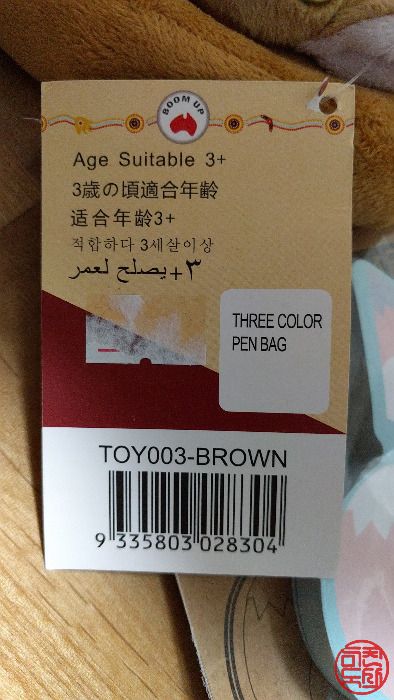 BOOM UP
Age Suitable 3+
3歳の頃適合年齢
适合年龄3+
적합하다 3세살이상
يصلح لعمر+٣
THREE COLOR
PEN BAG
TOY003-BROWN
9 335803 028304